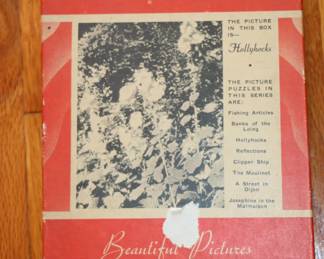 THE PICTURE
IN THIS BOX
IS—
Hollyhocks
THE PICTURE
PUZZLES IN
THIS SERIES
ARE:
Fishing Articles
Banks of the
Loing
Hollyhocks
Reflections
Clipper Ship
The Moulinet
A Street in
Dijon
Josephine in the
Malmaison
Beautiful Pictures